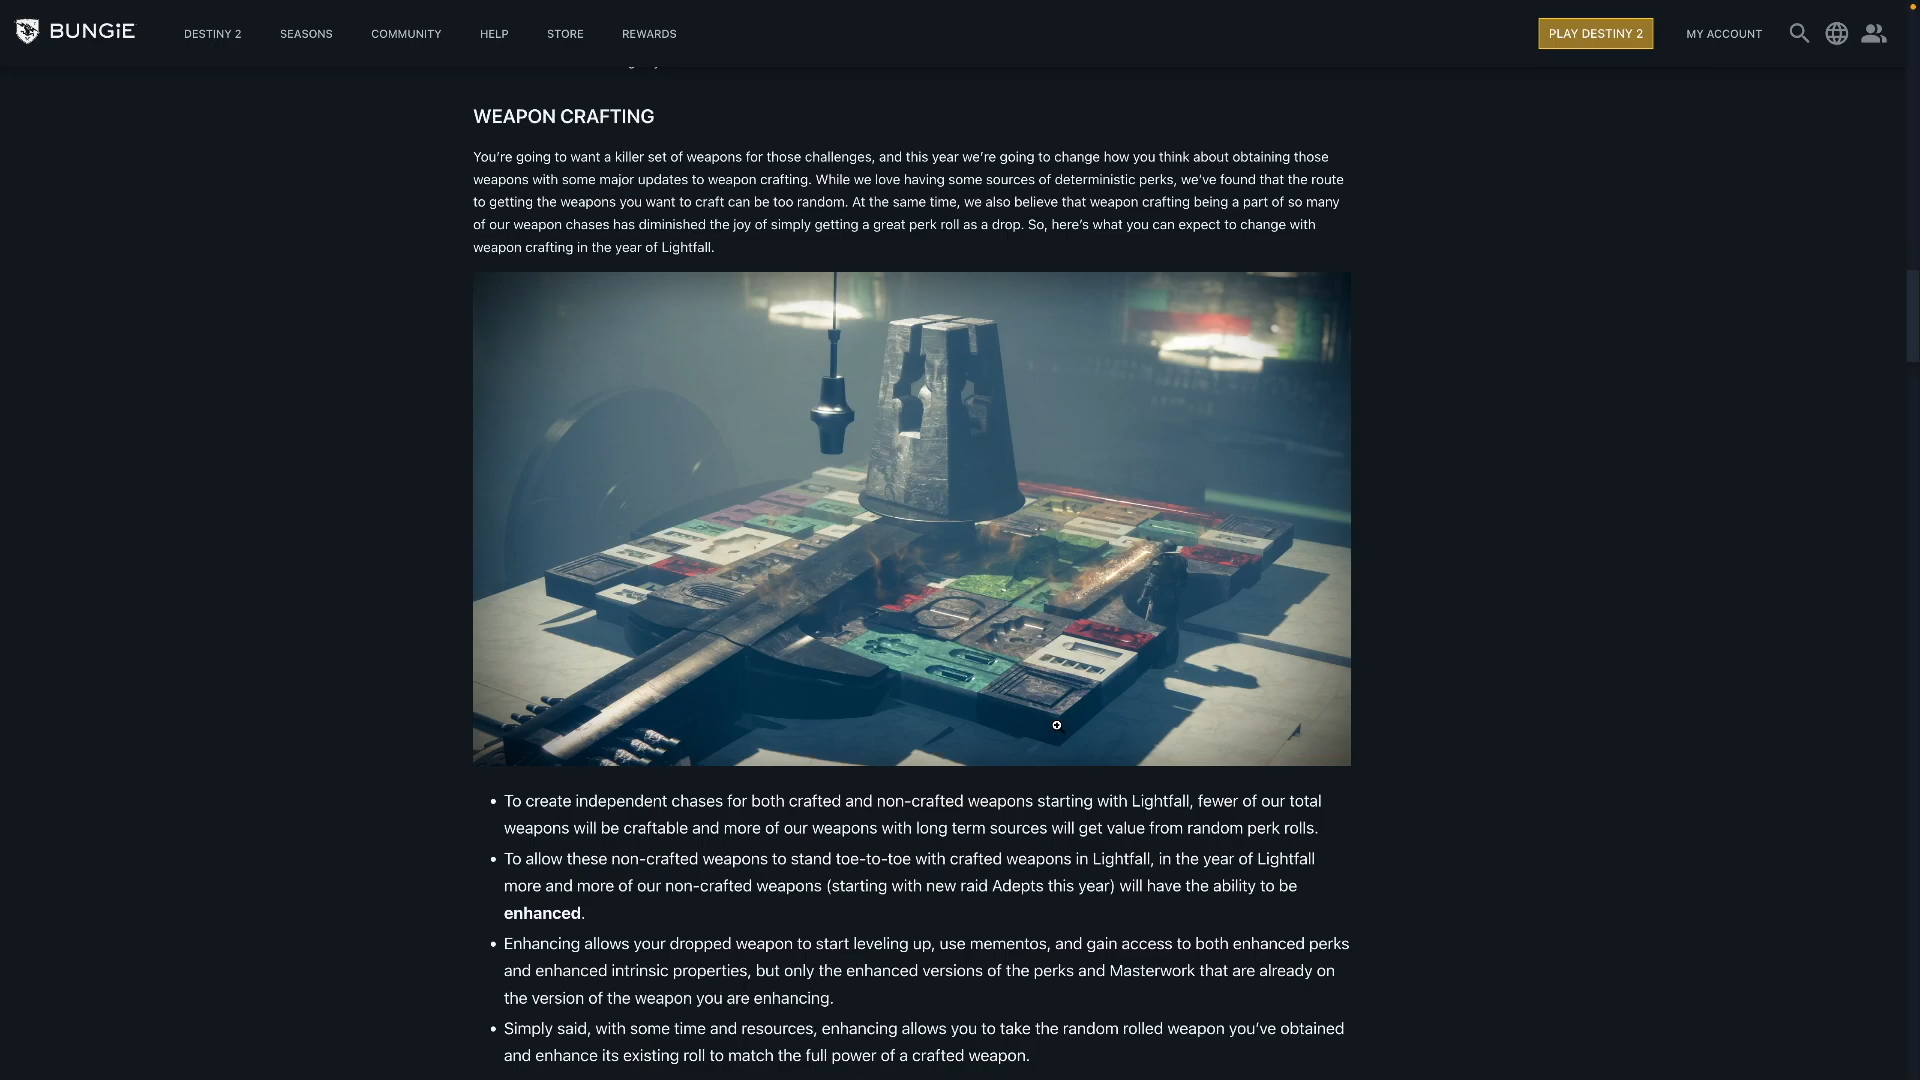 BUNGiE
DESTINY 2
SEASONS
COMMUNITY
HELP
STORE
REWARDS
PLAY DESTINY 2
MY ACCOUNT
WEAPON CRAFTING
You're going to want a killer set of weapons for those challenges, and this year we're going to change how you think about obtaining those
weapons with some major updates to weapon crafting. While we love having some sources of deterministic perks, we've found that the route
to getting the weapons you want to craft can be too random. At the same time, we also believe that weapon crafting being a part of so many
of our weapon chases has diminished the joy of simply getting a great perk roll as a drop. So, here's what you can expect to change with
weapon crafting in the year of Lightfall.
• To create independent chases for both crafted and non-crafted weapons starting with Lightfall, fewer of our total
weapons will be craftable and more of our weapons with long term sources will get value from random perk rolls.
• To allow these non-crafted weapons to stand toe-to-toe with crafted weapons in Lightfall, in the year of Lightfall
more and more of our non-crafted weapons (starting with new raid Adepts this year) will have the ability to be
enhanced.
• Enhancing allows your dropped weapon to start leveling up, use mementos, and gain access to both enhanced perks
and enhanced intrinsic properties, but only the enhanced versions of the perks and Masterwork that are already on
the version of the weapon you are enhancing.
• Simply said, with some time and resources, enhancing allows you to take the random rolled weapon you've obtained
and enhance its existing roll to match the full power of a crafted weapon.